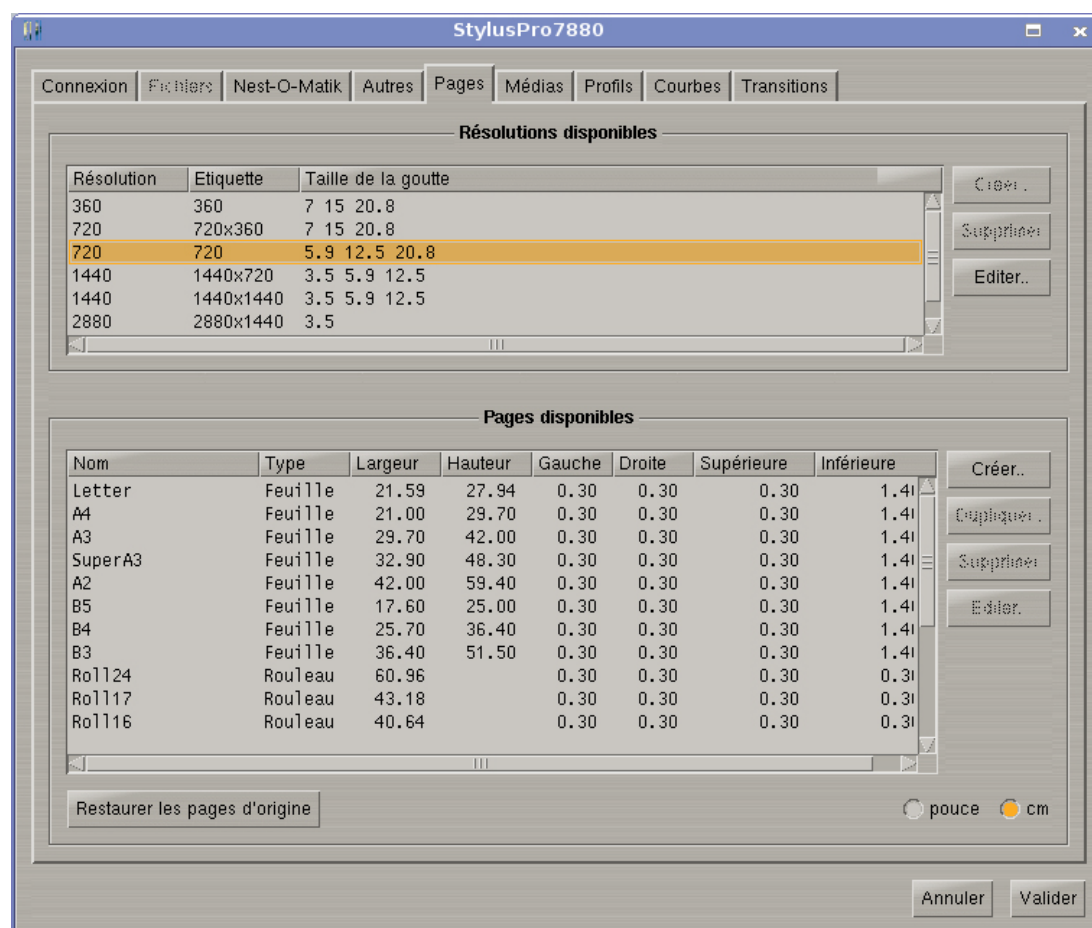 StylusPro7880
Connexion Fichiers Nest-O-Matik Autres Pages Médias Profils Courbes Transitions
Résolutions disponibles
Résolution Etiquette Taille de la goutte
360 360 7 15 20.8
720 720x360 7 15 20.8
720 720 5.9 12.5 20.8
1440 1440x720 3.5 5.9 12.5
1440 1440x1440 3.5 5.9 12.5
2880 2880x1440 3.5
Créer..
Supprimer
Editer..
Pages disponibles
Nom Type Largeur Hauteur Gauche Droite Supérieure Inférieure
Letter Feuille 21.59 27.94 0.30 0.30 0.30 1.4
A4 Feuille 21.00 29.70 0.30 0.30 0.30 1.4
A3 Feuille 29.70 42.00 0.30 0.30 0.30 1.4
SuperA3 Feuille 32.90 48.30 0.30 0.30 0.30 1.4
A2 Feuille 42.00 59.40 0.30 0.30 0.30 1.4
B5 Feuille 17.60 25.00 0.30 0.30 0.30 1.4
B4 Feuille 25.70 36.40 0.30 0.30 0.30 1.4
B3 Feuille 36.40 51.50 0.30 0.30 0.30 1.4
Roll24 Rouleau 60.96 0.30 0.30 0.30 0.3
Roll17 Rouleau 43.18 0.30 0.30 0.30 0.3
Roll16 Rouleau 40.64 0.30 0.30 0.30 0.3
Créer..
Dupliquer..
Supprimer
Editer..
Restaurer les pages d'origine
pouce cm
Annuler Valider